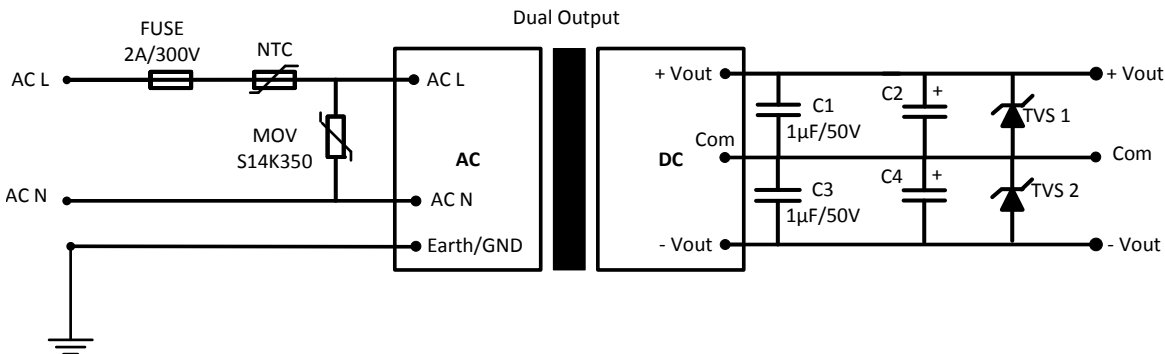 Dual Output
FUSE
2A/300V
NTC
AC L
AC L
MOV
S14K350
AC
AC N
AC N
Earth/GND
+ Vout
C1
1μF/50V
C2
+
TVS 1
+ Vout
Com
DC
Com
C3
1μF/50V
C4
+
TVS 2
- Vout
- Vout